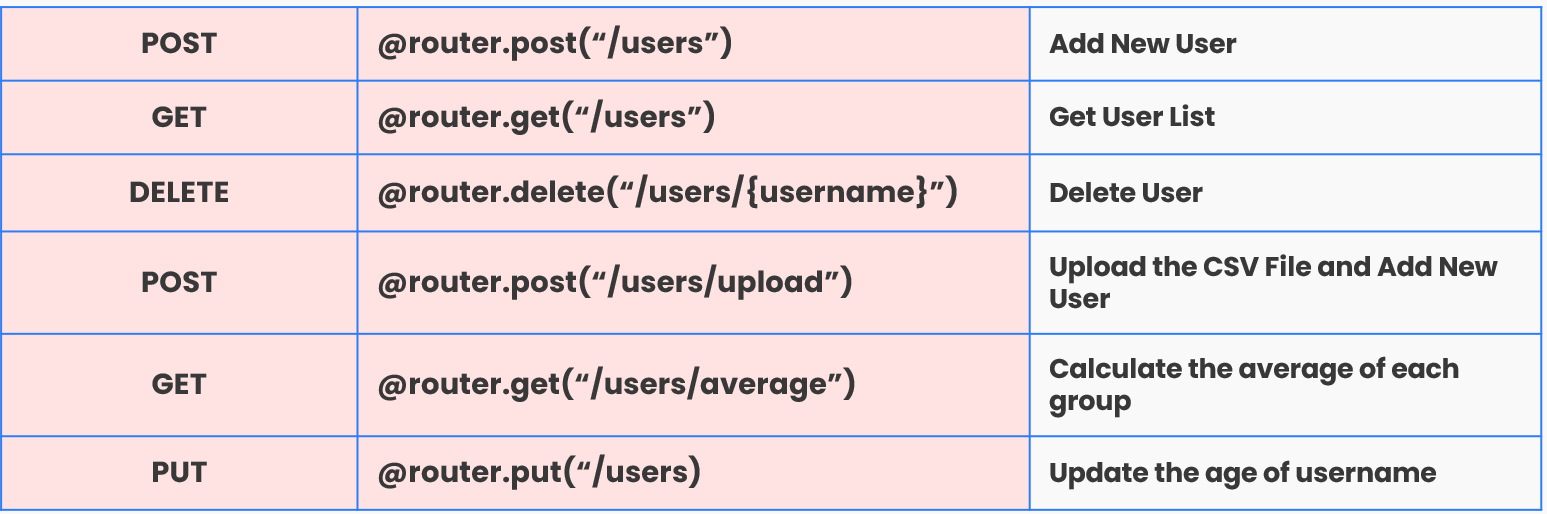 POST
@router.post(“/users”)
Add New User
GET
@router.get(“/users”)
Get User List
DELETE
@router.delete(“/users/{username}”)
Delete User
POST
@router.post(“/users/upload”)
Upload the CSV File and Add New
User
GET
@router.get(“/users/average”)
Calculate the average of each
group
PUT
@router.put(“/users)
Update the age of username